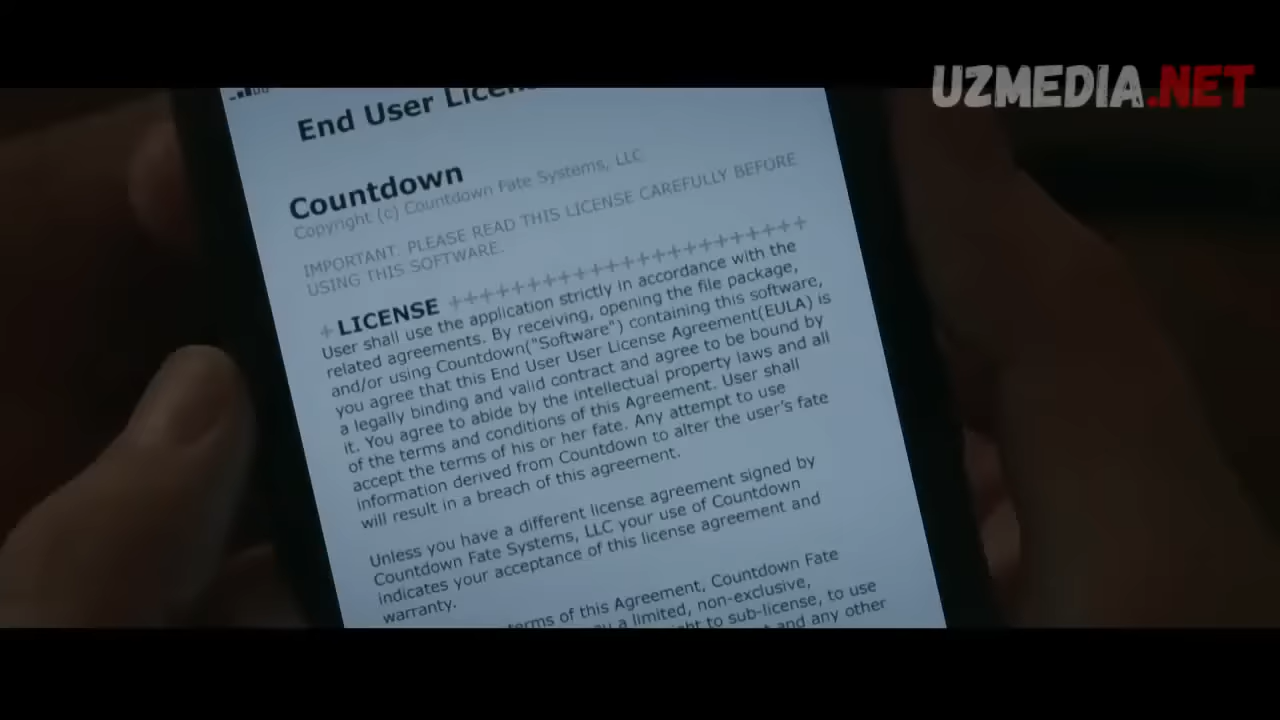 UZMEDIA.NET
End User Licen
Countdown
Copyright (c) Countdown Fate Systems, LLC
IMPORTANT. PLEASE READ THIS LICENSE CAREFULLY BEFORE
USING THIS SOFTWARE.
+ LICENSE ++++++++++++++++++++++++
User shall use the application strictly in accordance with the
related agreements. By receiving, opening the file package,
and/or using Countdown("Software") containing this software,
you agree that this End User User License Agreement(EULA) is
a legally binding and valid contract and agree to be bound by
it. You agree to abide by the intellectual property laws and all
of the terms and conditions of this Agreement. User shall
accept the terms of his or her fate. Any attempt to use
information derived from Countdown to alter the user's fate
will result in a breach of this agreement.
Unless you have a different license agreement signed by
Countdown Fate Systems, LLC your use of Countdown
indicates your acceptance of this license agreement and
warranty.
terms of this Agreement, Countdown Fate
a limited, non-exclusive,
to sub-license, to use
and any other